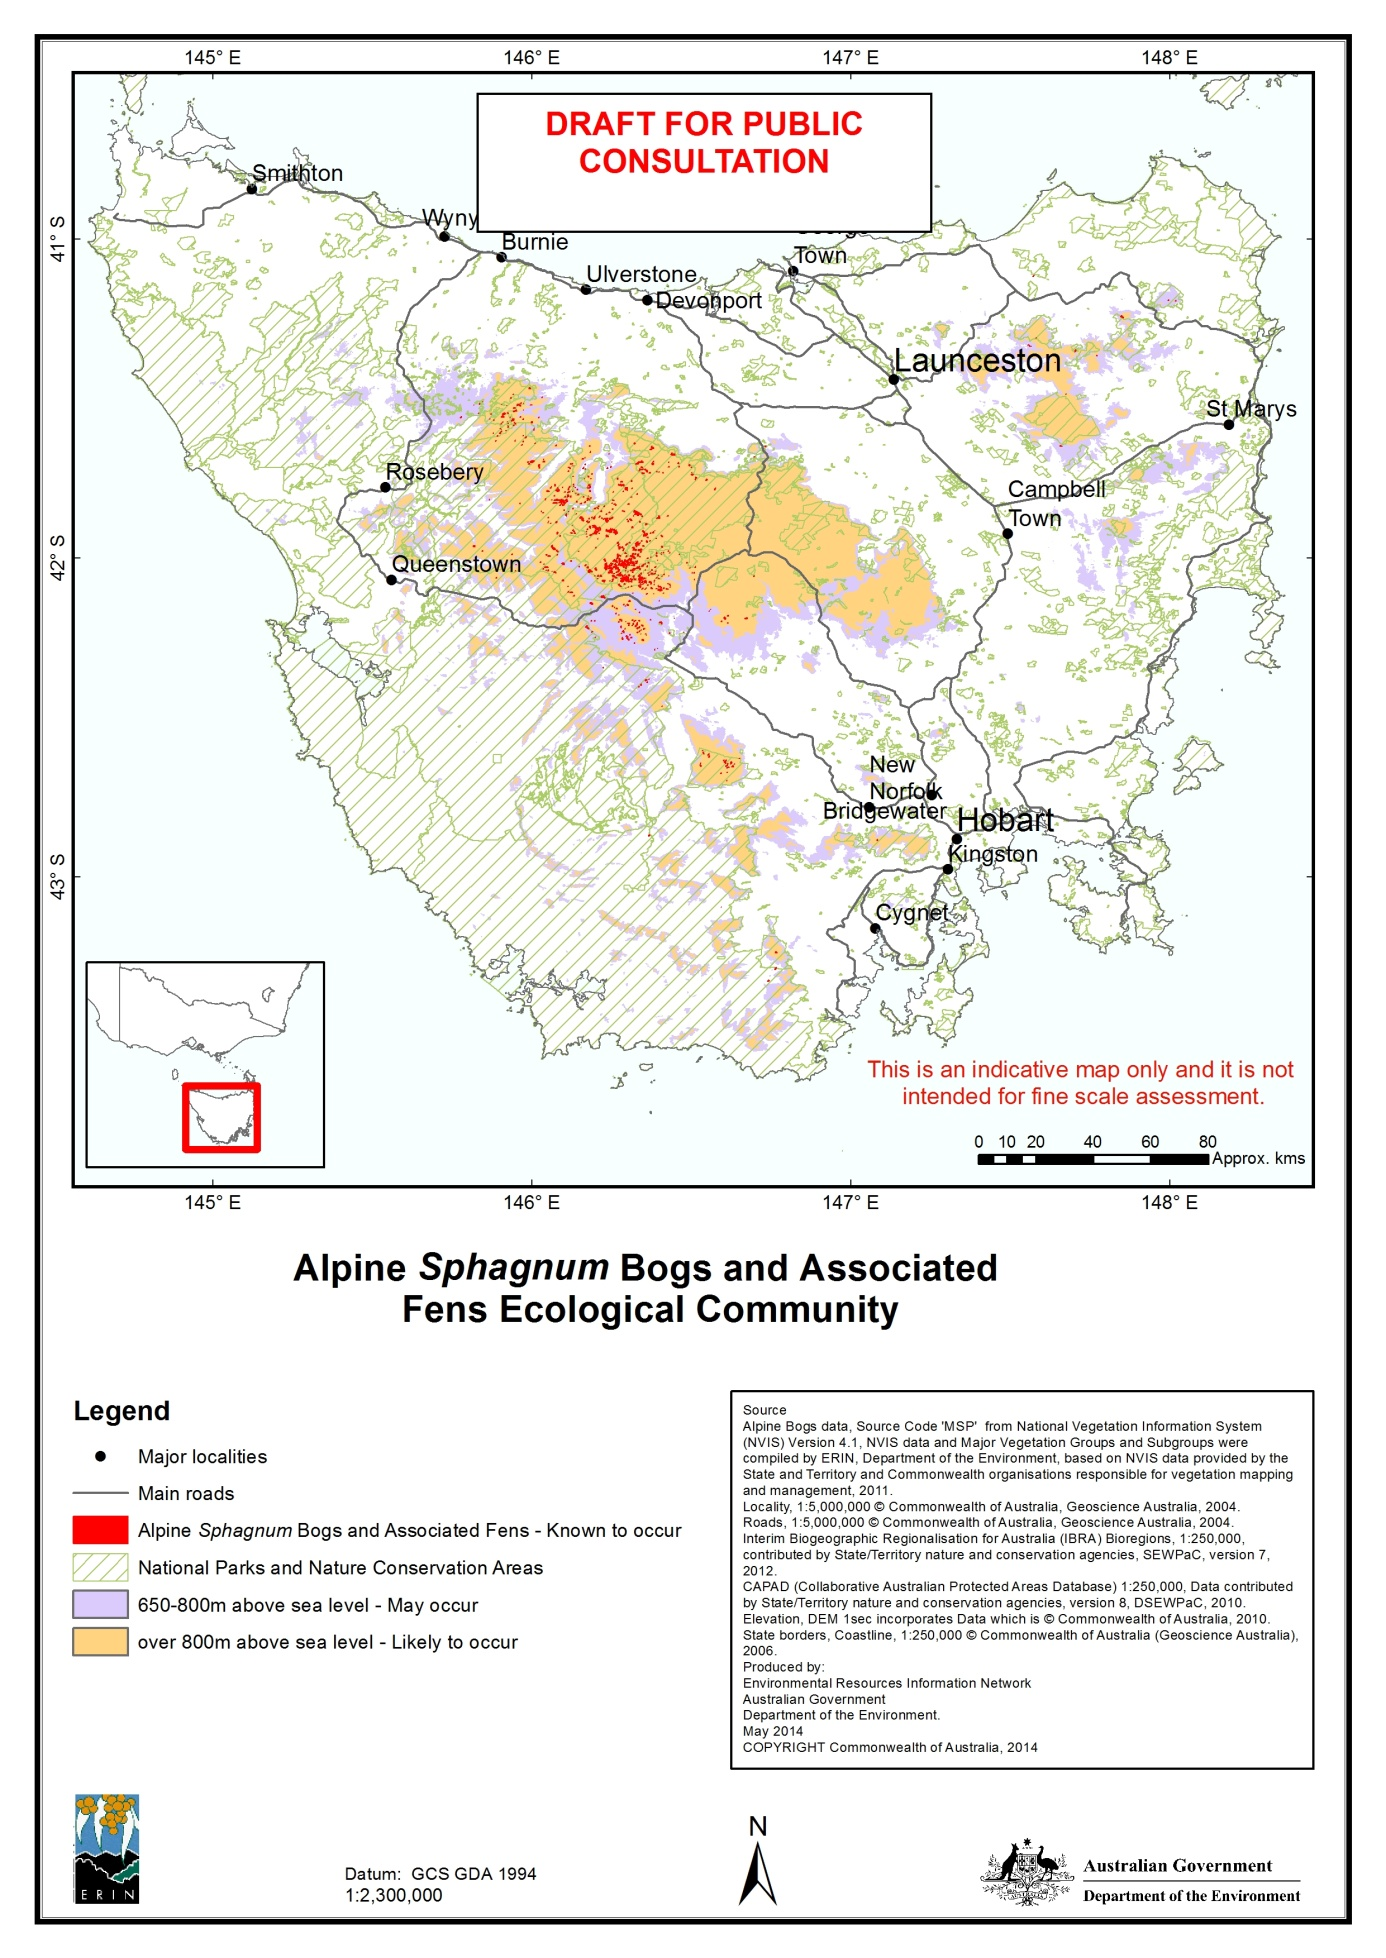 145° E 146° E 147° E 148° E
DRAFT FOR PUBLIC
CONSULTATION
Smithton
Wyny
Burnie
Town
41° S
Ulverstone
Devonport
Launceston
St Marys
Rosebery
Campbell
Town
42° S
Queenstown
New
Norfolk
Bridgewater
Hobart
Kingston
43° S
Cygnet
This is an indicative map only and it is not
intended for fine scale assessment.
0 10 20 40 60 80
Approx. kms
145° E 146° E 147° E 148° E
Alpine Sphagnum Bogs and Associated
Fens Ecological Community
Legend
Major localities
Main roads
Alpine Sphagnum Bogs and Associated Fens - Known to occur
National Parks and Nature Conservation Areas
650-800m above sea level - May occur
over 800m above sea level - Likely to occur
Source
Alpine Bogs data, Source Code 'MSP' from National Vegetation Information System
(NVIS) Version 4.1, NVIS data and Major Vegetation Groups and Subgroups were
compiled by ERIN, Department of the Environment, based on NVIS data provided by the
State and Territory and Commonwealth organisations responsible for vegetation mapping
and management, 2011.
Locality, 1:5,000,000 © Commonwealth of Australia, Geoscience Australia, 2004.
Roads, 1:5,000,000 © Commonwealth of Australia, Geoscience Australia, 2004.
Interim Biogeographic Regionalisation for Australia (IBRA) Bioregions, 1:250,000,
contributed by State/Territory nature and conservation agencies, SEWPaC, version 7,
2012.
CAPAD (Collaborative Australian Protected Areas Database) 1:250,000, Data contributed
by State/Territory nature and conservation agencies, version 8, DSEWPaC, 2010.
Elevation, DEM 1sec incorporates Data which is © Commonwealth of Australia, 2010.
State borders, Coastline, 1:250,000 © Commonwealth of Australia (Geoscience Australia),
2006.
Produced by:
Environmental Resources Information Network
Australian Government
Department of the Environment.
May 2014
COPYRIGHT Commonwealth of Australia, 2014
ERIN
Datum: GCS GDA 1994
1:2,300,000
N
Australian Government
Department of the Environment